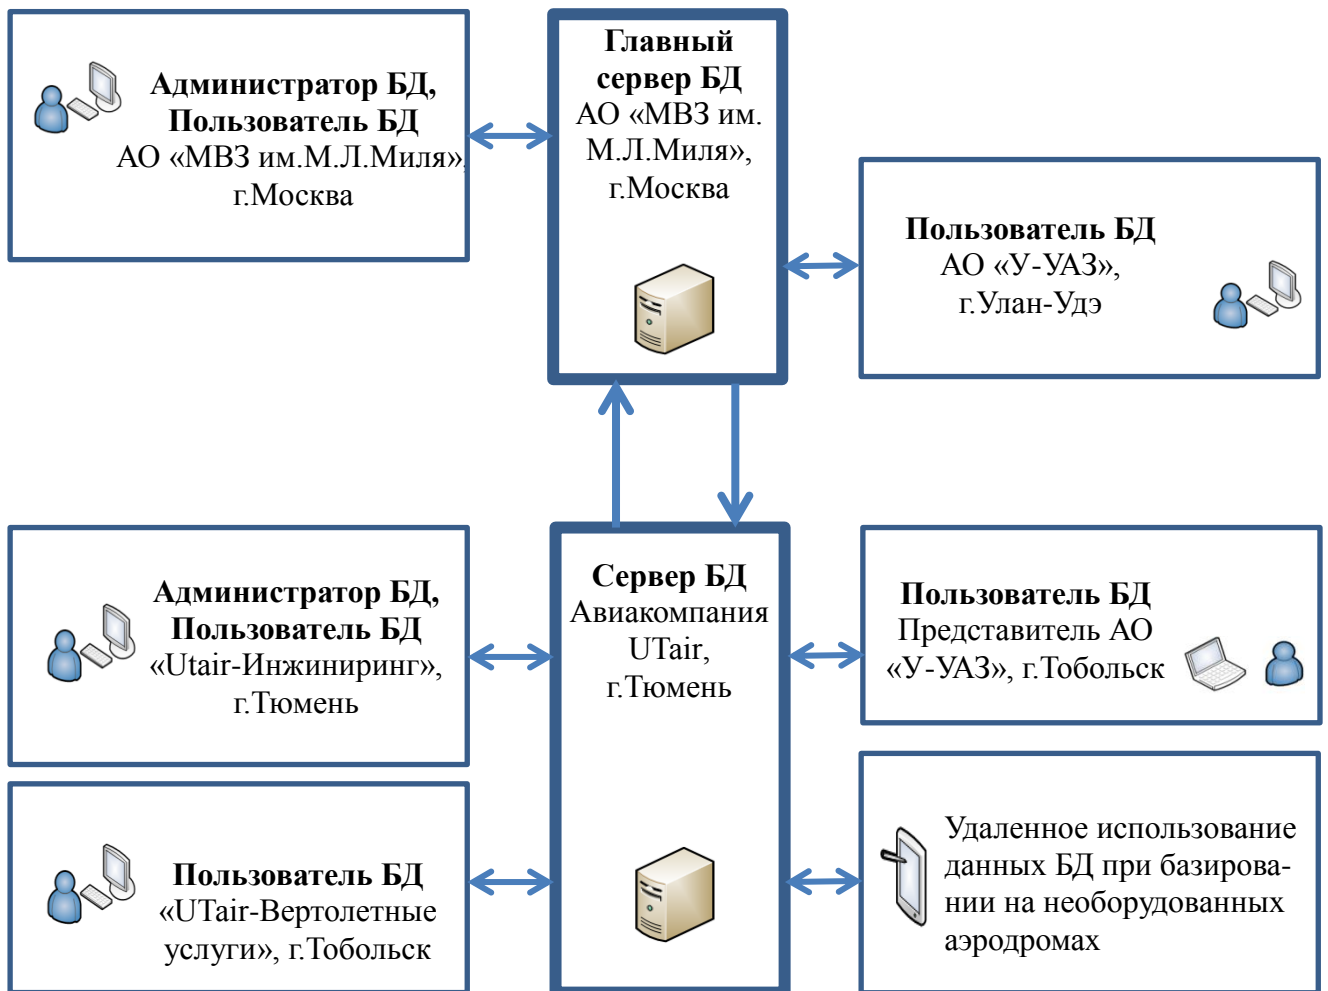 Администратор БД,
Пользователь БД
АО «МВЗ им.М.Л.Миля»,
г.Москва
Главный
сервер БД
АО «МВЗ им.
М.Л.Миля»,
г.Москва
Пользователь БД
АО «У-УАЗ»,
г.Улан-Удэ
Администратор БД,
Пользователь БД
«Utair-Инжиниринг»,
г.Тюмень
Сервер БД
Авиакомпания
UTair,
г.Тюмень
Пользователь БД
Представитель АО
«У-УАЗ», г.Тобольск
Пользователь БД
«UTair-Вертолетные
услуги», г.Тобольск
Удаленное использование
данных БД при базирова-
нии на необорудованных
аэродромах